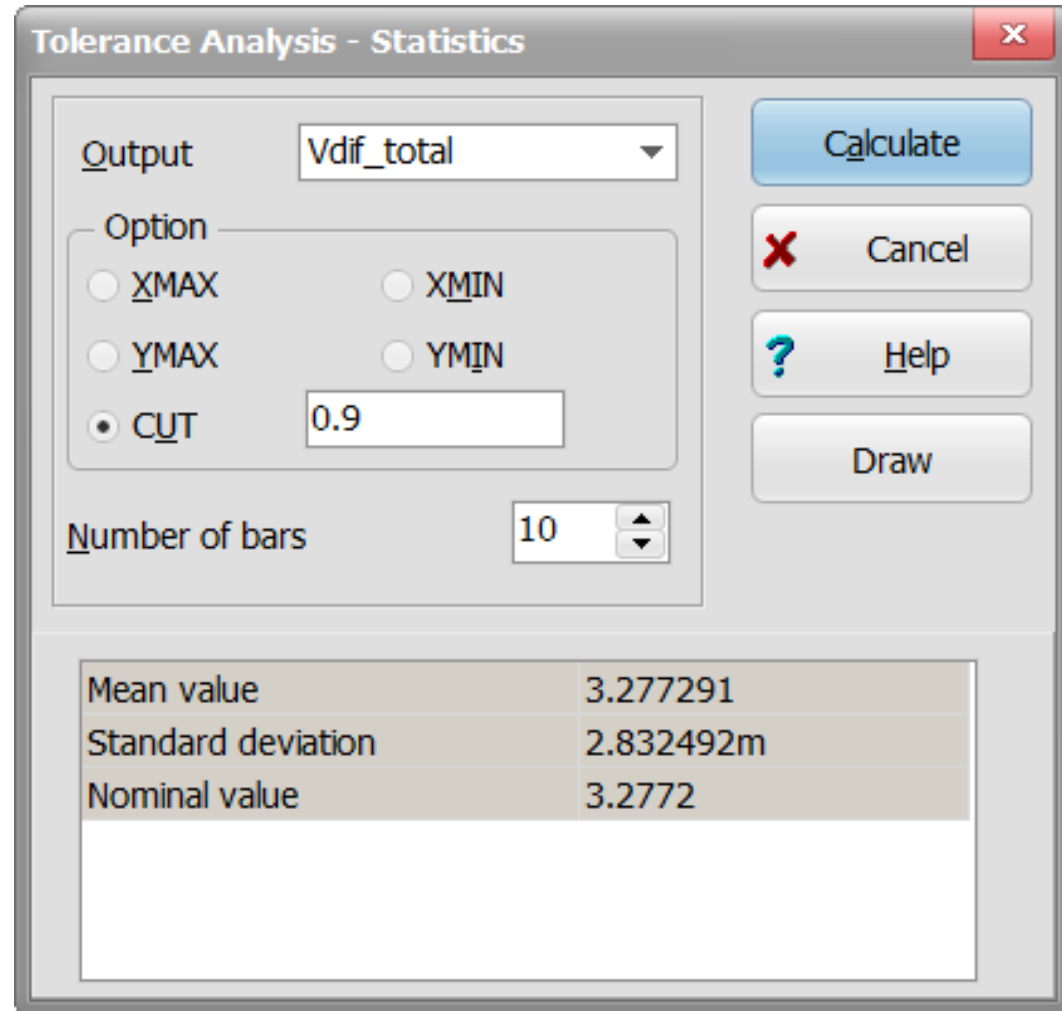 Tolerance Analysis - Statistics
Output Vdif_total
Calculate
Option
XMAX XMIN
Cancel
YMAX YMIN
? Help
CUT 0.9
Draw
Number of bars 10
Mean value 3.277291
Standard deviation 2.832492m
Nominal value 3.2772